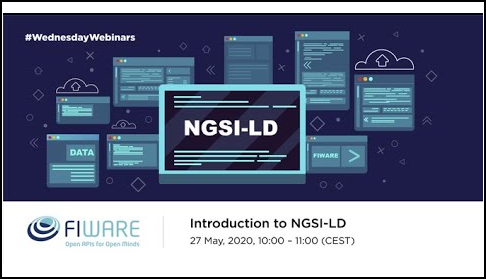 #WednesdayWebinars
NGSI-LD
DATA
FIWARE
FIWARE
Open APIs for Open Minds
Introduction to NGSI-LD
27 May, 2020, 10:00 – 11:00 (CEST)